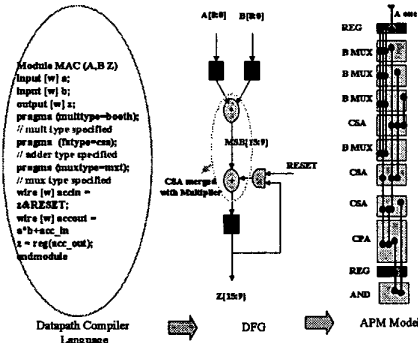 Module MAC (A,B Z)
input [w] a;
input [w] b;
output [w] z;
pragma (multtype=booth);
// mult type specified
pragma (fatype=csa);
// adder type specified
pragma (muxtype=mxt);
// mux type specified
wire [w] accin =
z&RESET;
wire [w] accout =
a*b+acc_in
z = reg(acc_out);
endmodule
Datapath Compiler
Language
A[8:0]
B[8:0]
MSB[15:9]
RESET
CSA merged
with Multiplier
Z[15:9]
DFG
A one
REG
B MUX
B MUX
B MUX
CSA
B MUX
CSA
CSA
CPA
REG
AND
APM Model